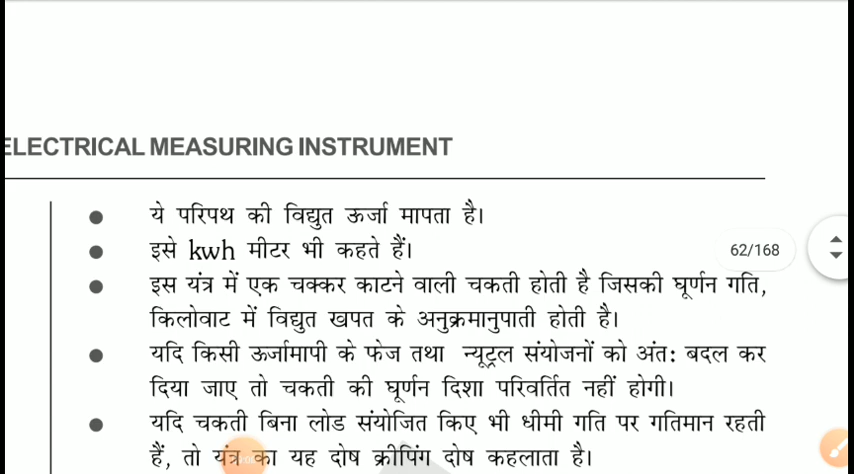 ELECTRICAL MEASURING INSTRUMENT
ये परिपथ की विद्युत ऊर्जा मापता है।
इसे kwh मीटर भी कहते हैं।
62/168
इस यंत्र में एक चक्कर काटने वाली चकती होती है जिसकी घूर्णन गति,
किलोवाट में विद्युत खपत के अनुक्रमानुपाती होती है।
यदि किसी ऊर्जामापी के फेज तथा न्यूट्रल संयोजनों को अंत: बदल कर
दिया जाए तो चकती की घूर्णन दिशा परिवर्तित नहीं होगी।
यदि चकती बिना लोड संयोजित किए भी धीमी गति पर गतिमान रहती
हैं, तो यंत्र का यह दोष क्रीपिंग दोष कहलाता है।